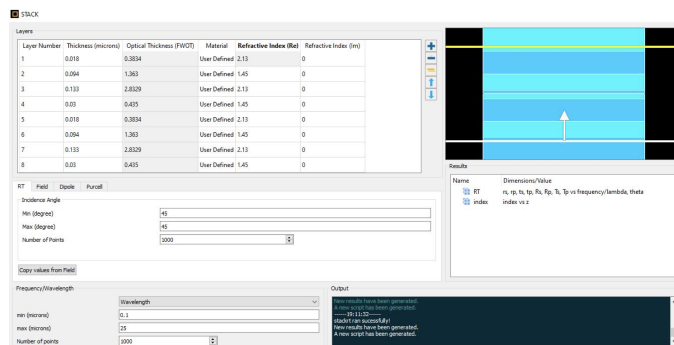 STACK
Layers
Layer Number Thickness (microns) Optical Thickness (FWOT) Material Refractive Index (Re) Refractive Index (Im)
1 0.018 0.3834 User Defined 2.13 0
2 0.094 1.363 User Defined 1.45 0
3 0.133 2.8329 User Defined 2.13 0
4 0.03 0.435 User Defined 1.45 0
5 0.018 0.3834 User Defined 2.13 0
6 0.094 1.363 User Defined 1.45 0
7 0.133 2.8329 User Defined 2.13 0
8 0.03 0.435 User Defined 1.45 0
RT Field Dipole Purcell
Incidence Angle
Min (degree) 45
Max (degree) 45
Number of Points 1000
Copy values from Field
Results
Name Dimensions/Value
RT rs, rp, ts, tp, Rs, Rp, Ts, Tp vs frequency/lambda, theta
index index vs z
Frequency/Wavelength
Wavelength
min (microns) 0.1
max (microns) 25
Number of points 1000
Output
New results have been generated.
A new script has been generated.
------19:11:32------
stackrt ran sucessfully!
New results have been generated.
A new script has been generated.